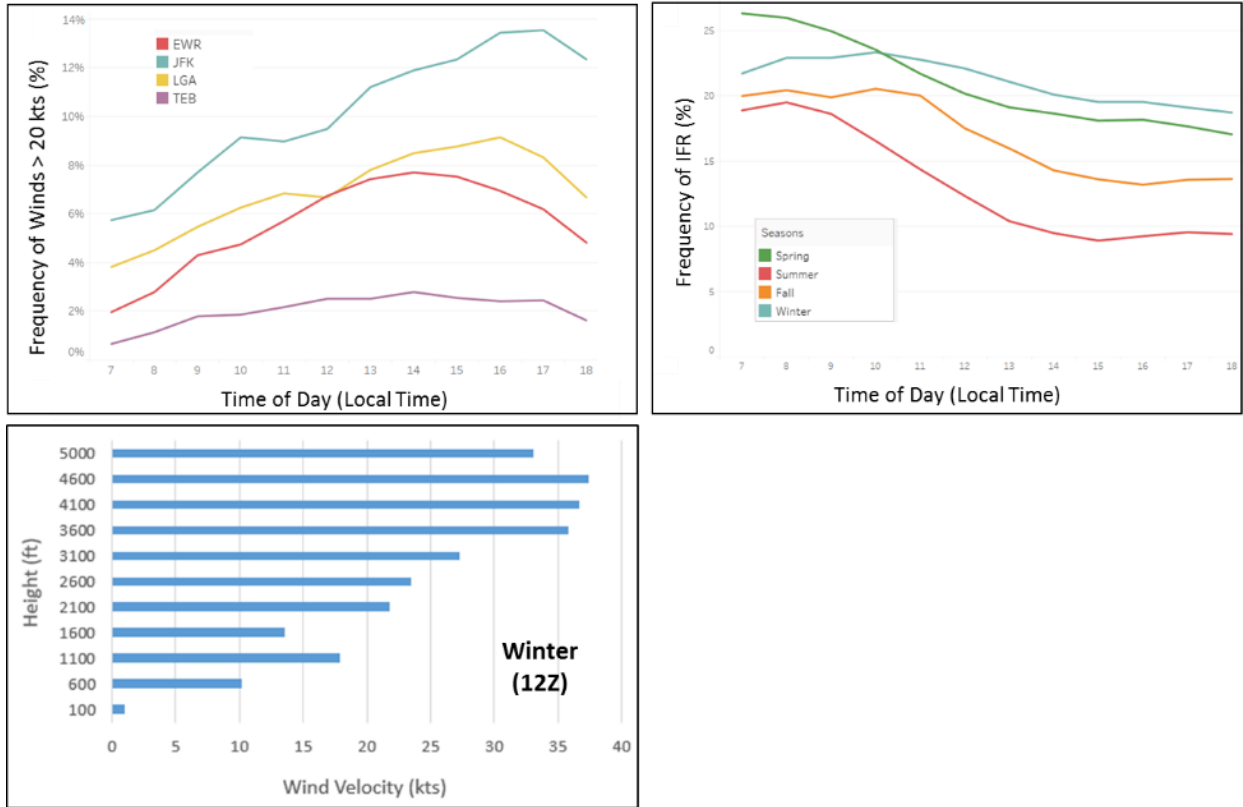 Frequency of Winds > 20 kts (%)
14%
12%
10%
8%
6%
4%
2%
0%
EWR
JFK
LGA
TEB
7 8 9 10 11 12 13 14 15 16 17 18
Time of Day (Local Time)
Frequency of IFR (%)
25
20
15
10
5
0
Seasons
Spring
Summer
Fall
Winter
7 8 9 10 11 12 13 14 15 16 17 18
Time of Day (Local Time)
Height (ft)
5000
4600
4100
3600
3100
2600
2100
1600
1100
600
100
Winter
(12Z)
0 5 10 15 20 25 30 35 40
Wind Velocity (kts)